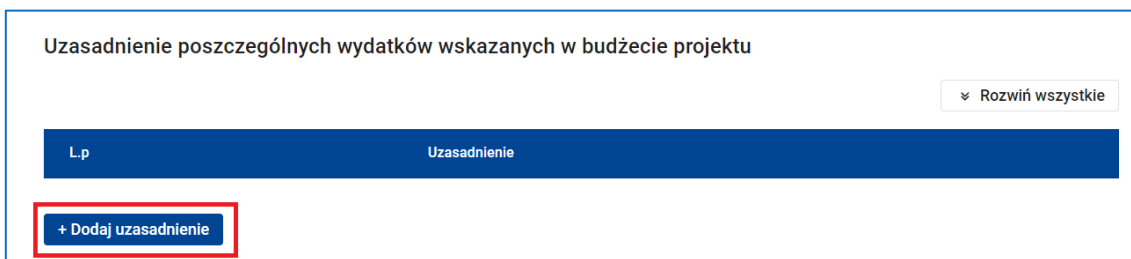 Uzasadnienie poszczególnych wydatków wskazanych w budżecie projektu
Rozwiń wszystkie
L.p Uzasadnienie
+ Dodaj uzasadnienie